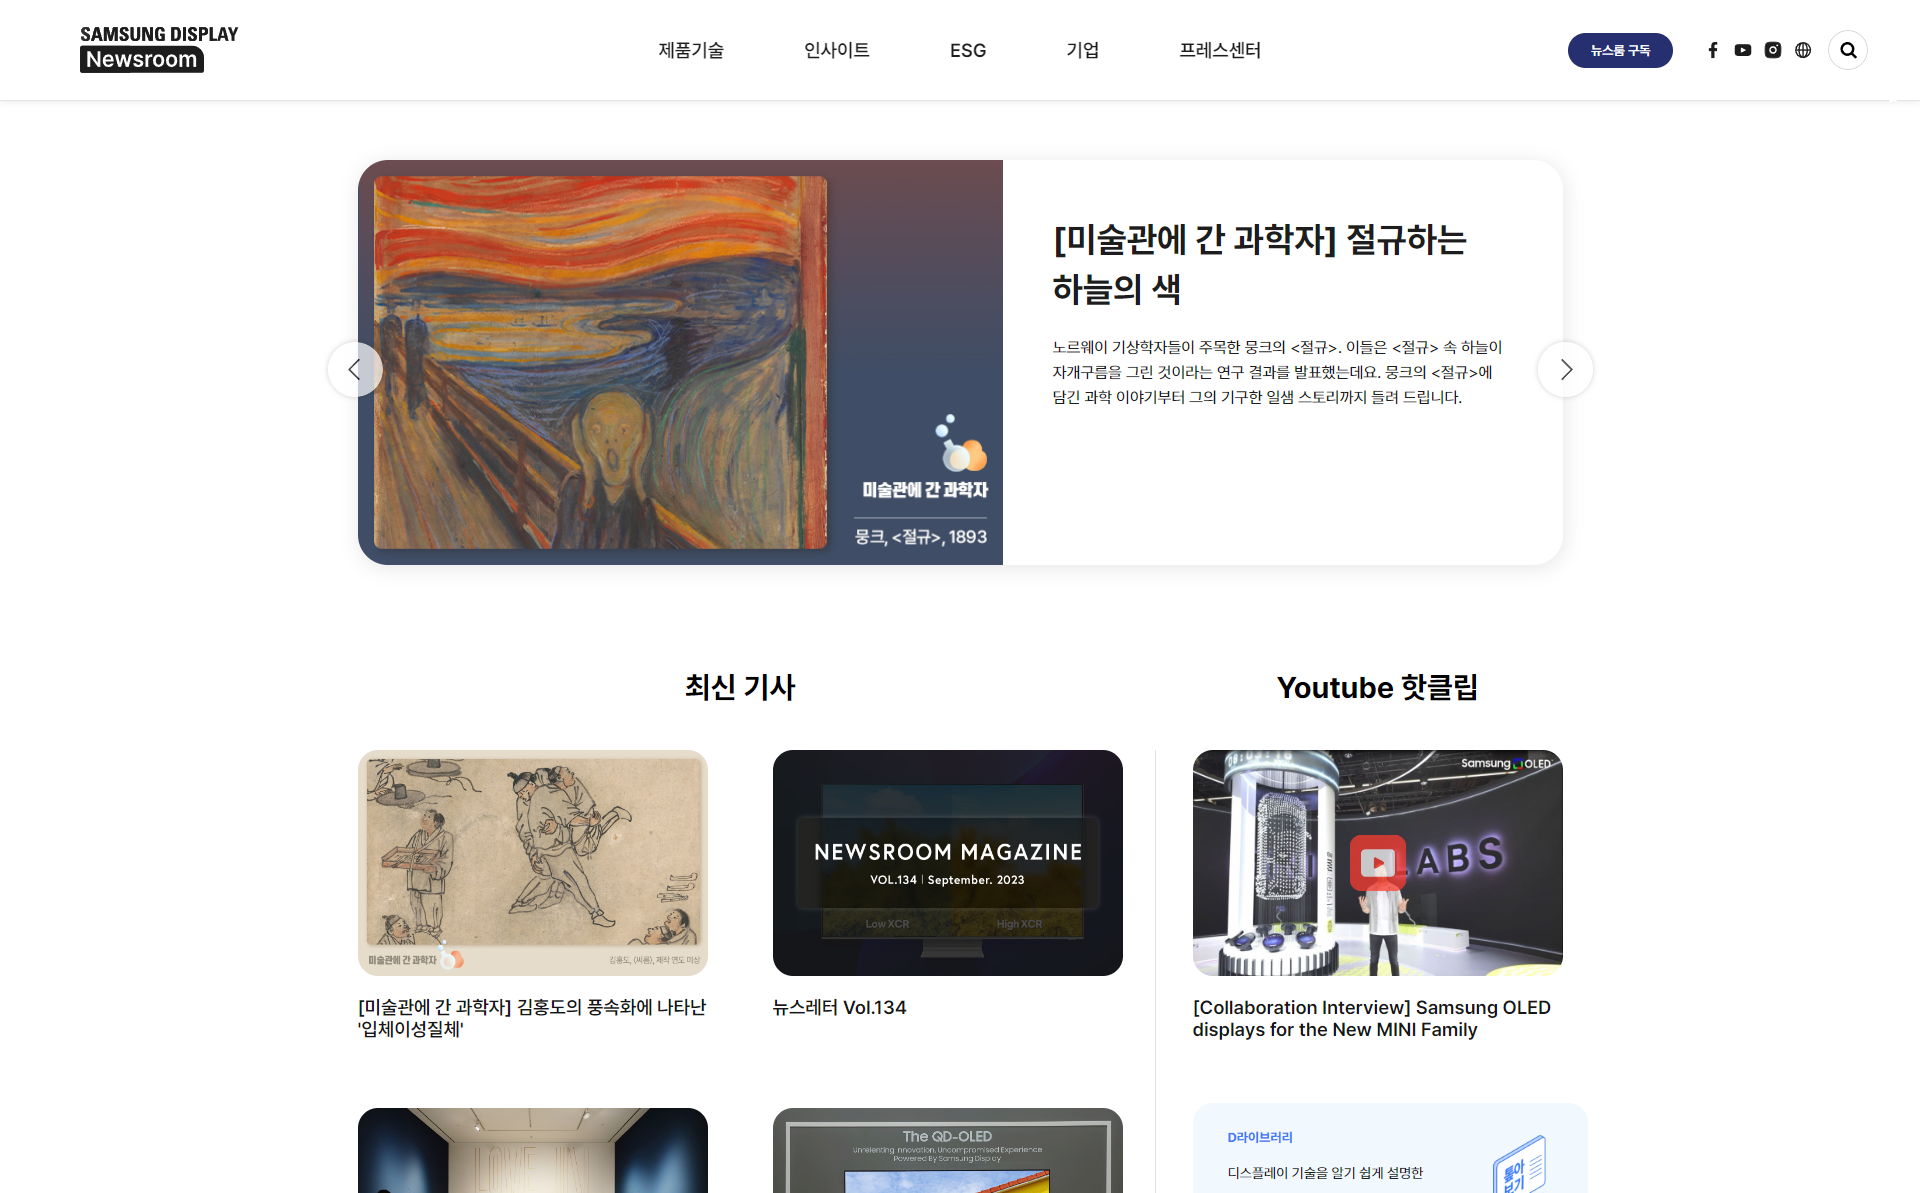 SAMSUNG DISPLAY
Newsroom
제품기술
인사이트
ESG
기업
프레스센터
뉴스룸 구독
미술관에 간 과학자
뭉크, <절규>, 1893
[미술관에 간 과학자] 절규하는
하늘의 색
노르웨이 기상학자들이 주목한 뭉크의 <절규>. 이들은 <절규> 속 하늘이
자개구름을 그린 것이라는 연구 결과를 발표했는데요. 뭉크의 <절규>에
담긴 과학 이야기부터 그의 기구한 일생 스토리까지 들려 드립니다.
최신 기사
Youtube 핫클립
미술관에 간 과학자
김홍도, 〈씨름〉, 제작 연도 미상
[미술관에 간 과학자] 김홍도의 풍속화에 나타난
'입체이성질체'
NEWSROOM MAGAZINE
VOL.134 | September. 2023
Low XCR
High XCR
뉴스레터 Vol.134
Samsung OLED
LABS
[Collaboration Interview] Samsung OLED
displays for the New MINI Family
The QD-OLED
Unrelenting Innovation, Uncompromised Experience
Powered By Samsung Display
D라이브러리
디스플레이 기술을 알기 쉽게 설명한
톺아
보기